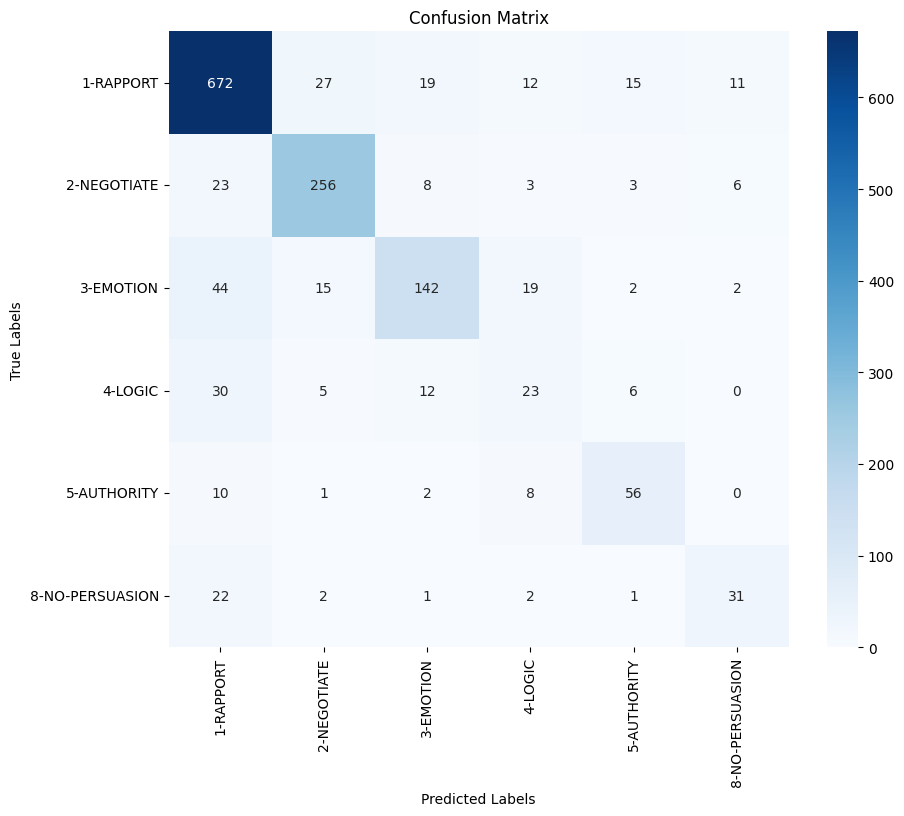 Confusion Matrix
True Labels
1-RAPPORT 672 27 19 12 15 11
2-NEGOTIATE 23 256 8 3 3 6
3-EMOTION 44 15 142 19 2 2
4-LOGIC 30 5 12 23 6 0
5-AUTHORITY 10 1 2 8 56 0
8-NO-PERSUASION 22 2 1 2 1 31
1-RAPPORT 2-NEGOTIATE 3-EMOTION 4-LOGIC 5-AUTHORITY 8-NO-PERSUASION
Predicted Labels
600
500
400
300
200
100
0